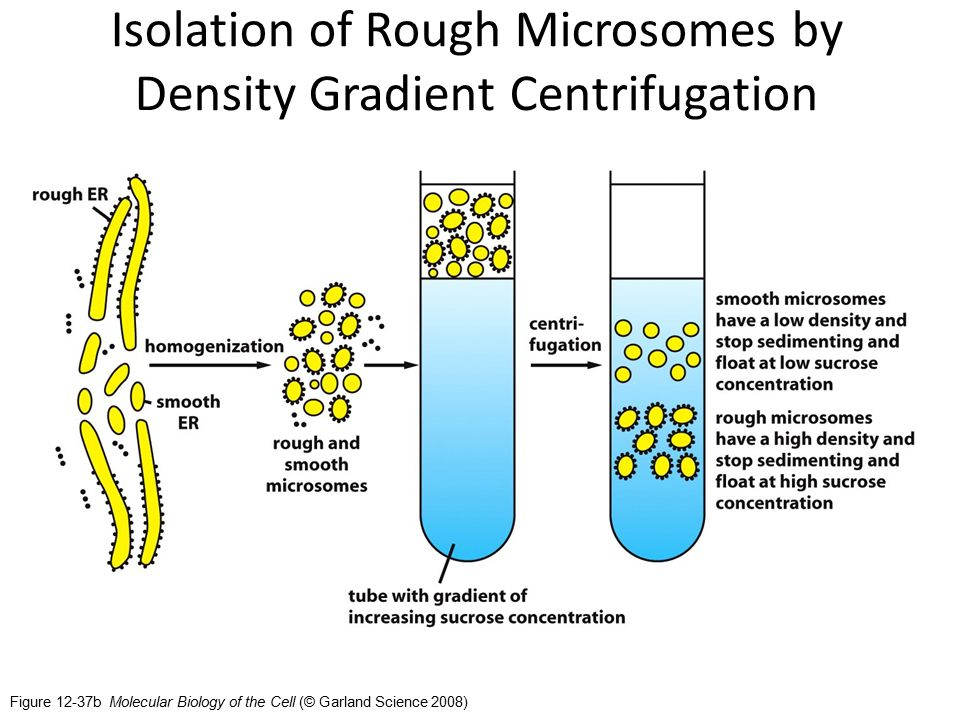 Isolation of Rough Microsomes by
Density Gradient Centrifugation
rough ER
homogenization
smooth
ER
rough and
smooth
microsomes
centri-
fugation
smooth microsomes
have a low density and
stop sedimenting and
float at low sucrose
concentration
rough microsomes
have a high density and
stop sedimenting and
float at high sucrose
concentration
tube with gradient of
increasing sucrose concentration
Figure 12-37b Molecular Biology of the Cell (© Garland Science 2008)